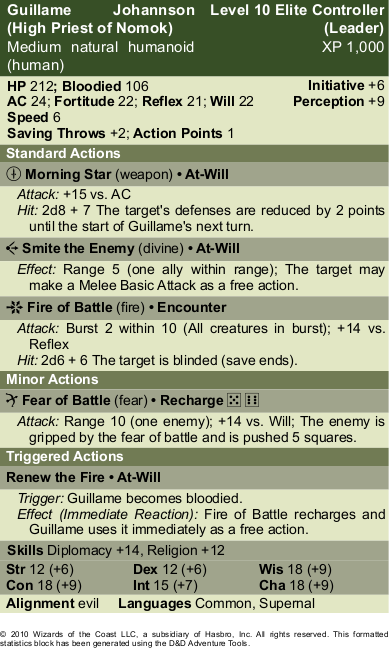 Guillame Johannson Level 10 Elite Controller
(High Priest of Nomok) (Leader)
Medium natural humanoid XP 1,000
(human)
HP 212; Bloodied 106 Initiative +6
AC 24; Fortitude 22; Reflex 21; Will 22 Perception +9
Speed 6
Saving Throws +2; Action Points 1
Standard Actions
Morning Star (weapon) • At-Will
Attack: +15 vs. AC
Hit: 2d8 + 7 The target's defenses are reduced by 2 points
until the start of Guillame's next turn.
Smite the Enemy (divine) • At-Will
Effect: Range 5 (one ally within range); The target may
make a Melee Basic Attack as a free action.
Fire of Battle (fire) • Encounter
Attack: Burst 2 within 10 (All creatures in burst); +14 vs.
Reflex
Hit: 2d6 + 6 The target is blinded (save ends).
Minor Actions
Fear of Battle (fear) • Recharge ⚄ ⚅
Attack: Range 10 (one enemy); +14 vs. Will; The enemy is
gripped by the fear of battle and is pushed 5 squares.
Triggered Actions
Renew the Fire • At-Will
Trigger: Guillame becomes bloodied.
Effect (Immediate Reaction): Fire of Battle recharges and
Guillame uses it immediately as a free action.
Skills Diplomacy +14, Religion +12
Str 12 (+6) Dex 12 (+6) Wis 18 (+9)
Con 18 (+9) Int 15 (+7) Cha 18 (+9)
Alignment evil Languages Common, Supernal
© 2010 Wizards of the Coast LLC, a subsidiary of Hasbro, Inc. All rights reserved. This formatted
statistics block has been generated using the D&D Adventure Tools.